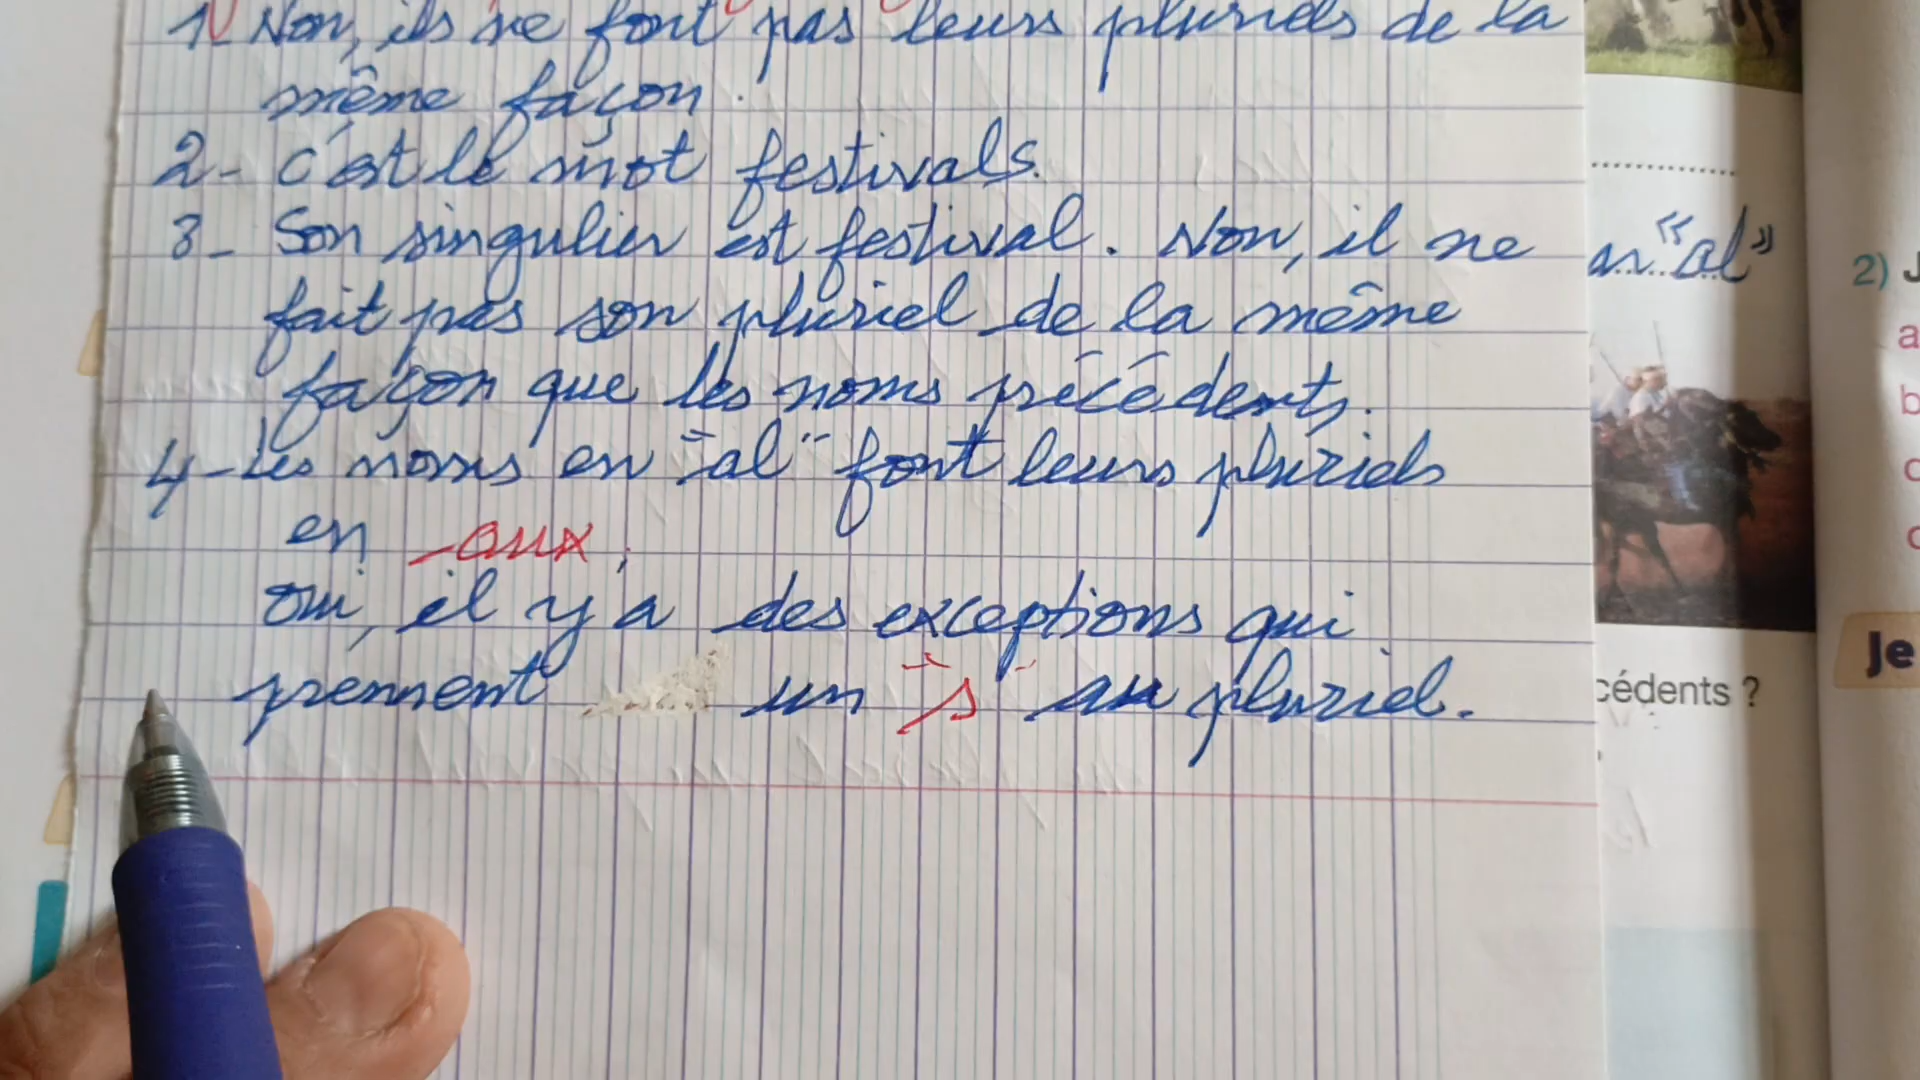 1- Non, ils ne font pas leurs pluriels de la
même façon.
2- c'est le mot festivals.
3- Son singulier est festival. Non, il ne
fait pas son pluriel de la même
façon que les noms précédents.
4- Les noms en "al" font leurs pluriels
en -aux,
oui, il y a des exceptions qui
prennent un "s" au pluriel.
en "al"
cédents ?
2) J
a
b
c
Je